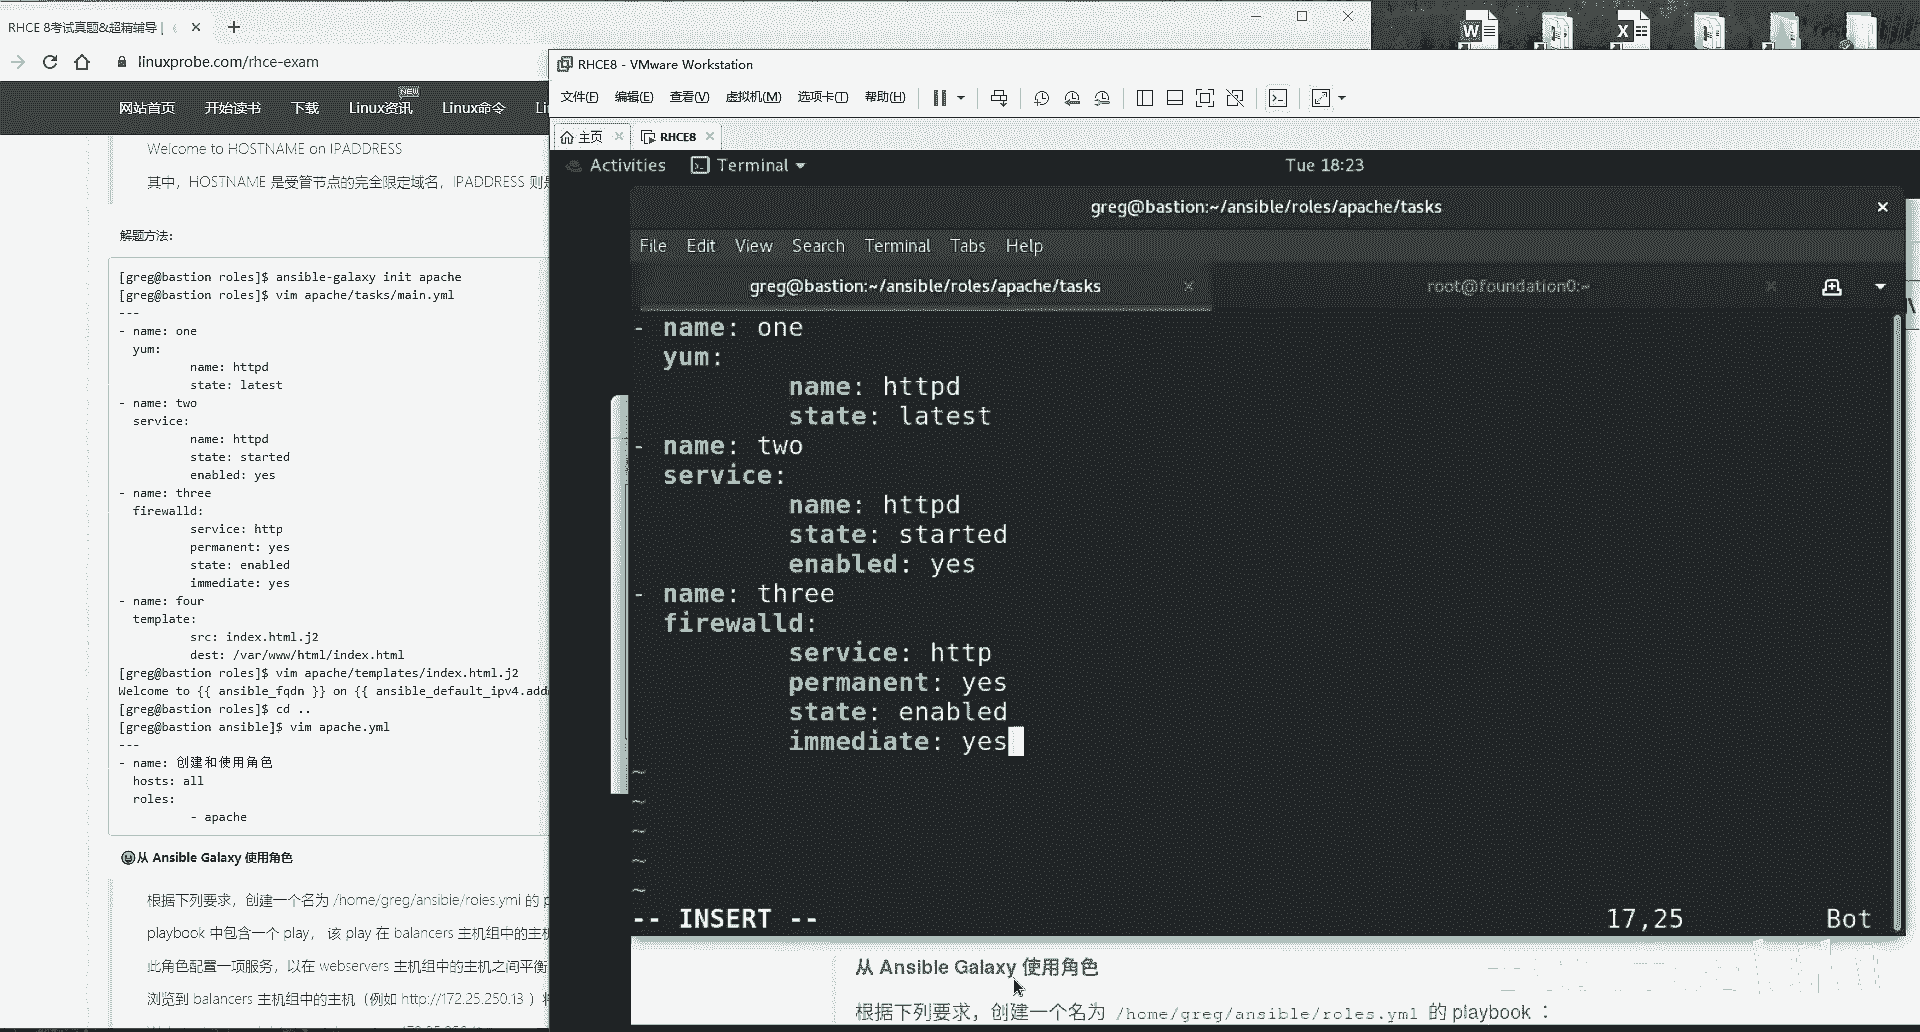 RHCE 8考试真题&超精辅导 |
linuxprobe.com/rhce-exam
网站首页 开始读书 下载 Linux资讯 NEW Linux命令
Welcome to HOSTNAME on IPADDRESS
其中，HOSTNAME 是受管节点的完全限定域名，IPADDRESS 则
解题方法:
[greg@bastion roles]$ ansible-galaxy init apache
[greg@bastion roles]$ vim apache/tasks/main.yml
---
- name: one
yum:
name: httpd
state: latest
- name: two
service:
name: httpd
state: started
enabled: yes
- name: three
firewalld:
service: http
permanent: yes
state: enabled
immediate: yes
- name: four
template:
src: index.html.j2
dest: /var/www/html/index.html
[greg@bastion roles]$ vim apache/templates/index.html.j2
Welcome to {{ ansible_fqdn }} on {{ ansible_default_ipv4.add
[greg@bastion roles]$ cd ..
[greg@bastion ansible]$ vim apache.yml
---
- name: 创建和使用角色
hosts: all
roles:
- apache
从 Ansible Galaxy 使用角色
根据下列要求，创建一个名为 /home/greg/ansible/roles.yml 的
playbook 中包含一个 play， 该 play 在 balancers 主机组中的主机
此角色配置一项服务，以在 webservers 主机组中的主机之间平衡
浏览到 balancers 主机组中的主机（例如 http://172.25.250.13 ）
RHCE8 - VMware Workstation
文件(F) 编辑(E) 查看(V) 虚拟机(M) 选项卡(T) 帮助(H)
主页 RHCE8
Activities Terminal Tue 18:23
greg@bastion:~/ansible/roles/apache/tasks
File Edit View Search Terminal Tabs Help
greg@bastion:~/ansible/roles/apache/tasks root@foundation0:~
- name: one
yum:
name: httpd
state: latest
- name: two
service:
name: httpd
state: started
enabled: yes
- name: three
firewalld:
service: http
permanent: yes
state: enabled
immediate: yes
~
~
~
~
~
-- INSERT -- 17,25 Bot
从 Ansible Galaxy 使用角色
根据下列要求，创建一个名为 /home/greg/ansible/roles.yml 的 playbook ：